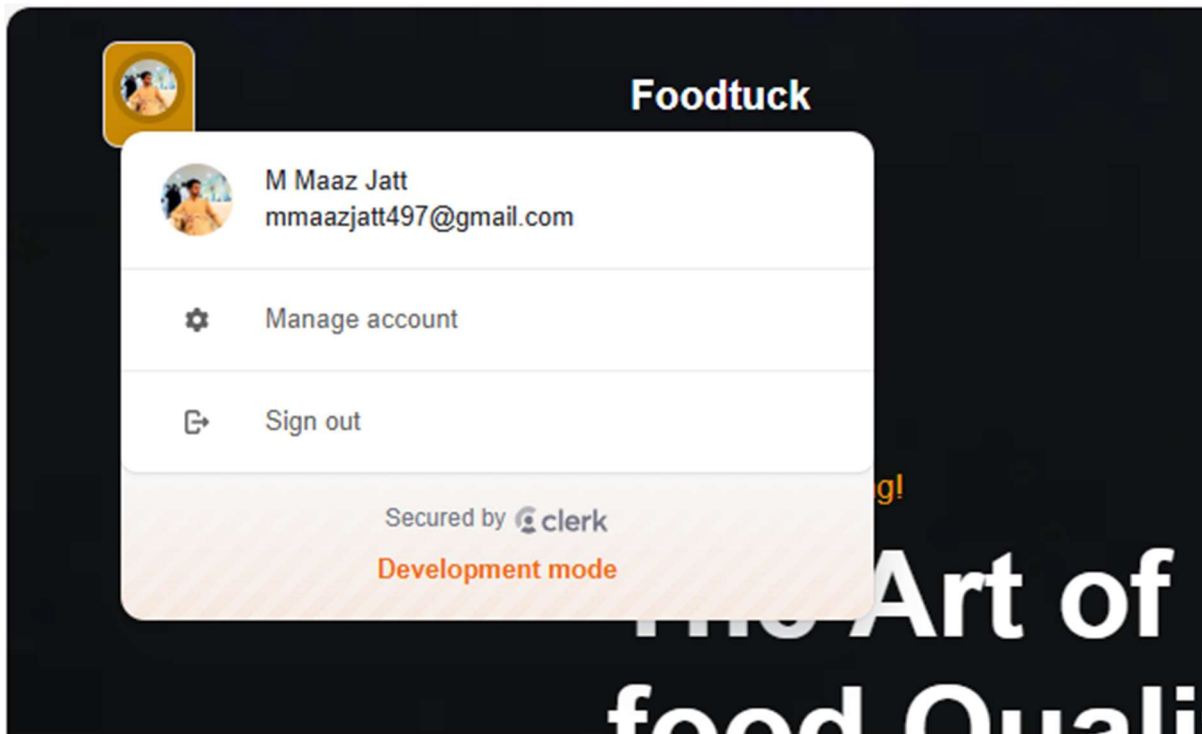 Foodtuck
M Maaz Jatt
mmaazjatt497@gmail.com
Manage account
Sign out
g!
Secured by clerk
Development mode
The Art of
food Quali